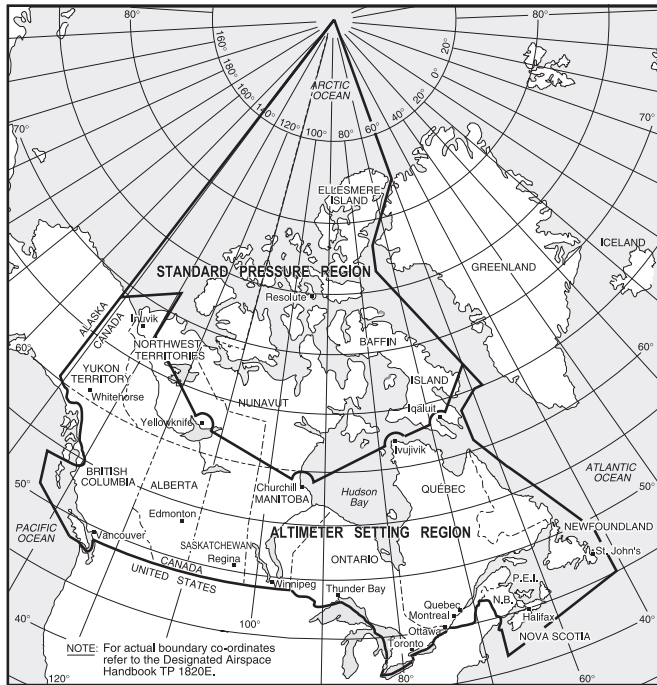 80°
160°
180°
160°
140°
120°
100°
80°
60°
40°
20°
0°
80°
70°
70°
60°
60°
50°
50°
40°
40°
120°
100°
80°
60°
ARCTIC
OCEAN
ELLESMERE
ISLAND
GREENLAND
ICELAND
STANDARD PRESSURE REGION
Resolute
ALASKA
CANADA
Inuvik
NORTHWEST
TERRITORIES
YUKON
TERRITORY
Whitehorse
NUNAVUT
BAFFIN
ISLAND
Iqaluit
Yellowknife
Ivujivik
BRITISH
COLUMBIA
ALBERTA
Edmonton
Churchill
MANITOBA
Hudson
Bay
QUÉBEC
ATLANTIC
OCEAN
PACIFIC
OCEAN
Vancouver
SASKATCHEWAN
Regina
ALTIMETER SETTING REGION
ONTARIO
NEWFOUNDLAND
St. John's
CANADA
UNITED STATES
Winnipeg
Thunder Bay
P.E.I.
N.B.
Quebec
Montreal
Ottawa
Toronto
Halifax
NOVA SCOTIA
NOTE: For actual boundary co-ordinates
refer to the Designated Airspace
Handbook TP 1820E.